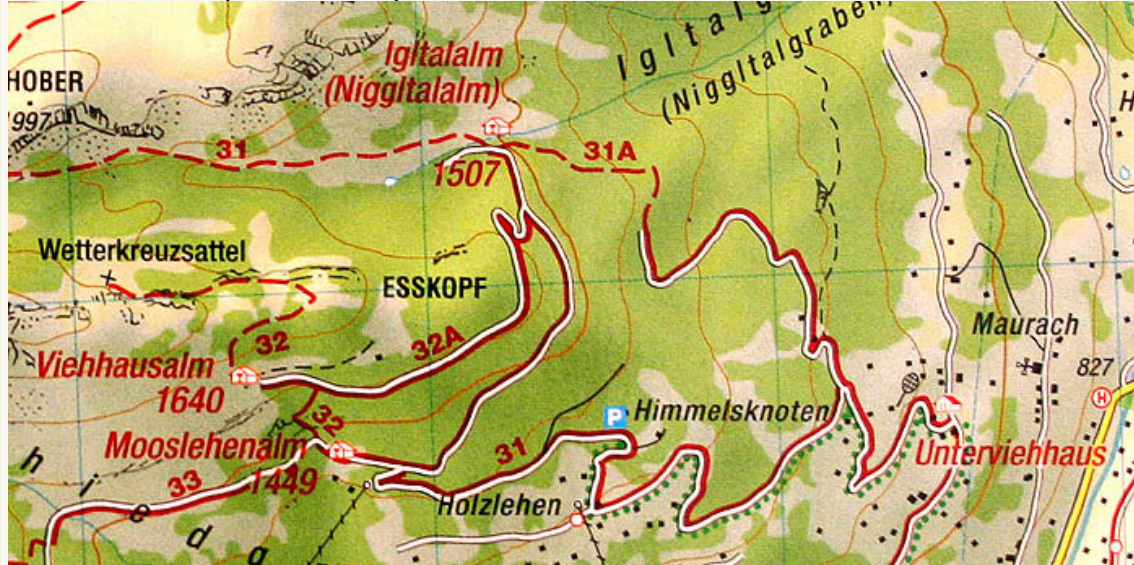 Igltalg
(Niggltalgraben)
Igltalalm
(Niggltalalm)
HOBER
1997
31
31A
1507
H
Wetterkreuzsattel
ESSKOPF
Maurach
32
32A
Viehhausalm
1640
827
H
P
Himmelsknoten
32
Mooslehenalm
1449
31
Unterviehhaus
33
Holzlehen
h i e d a